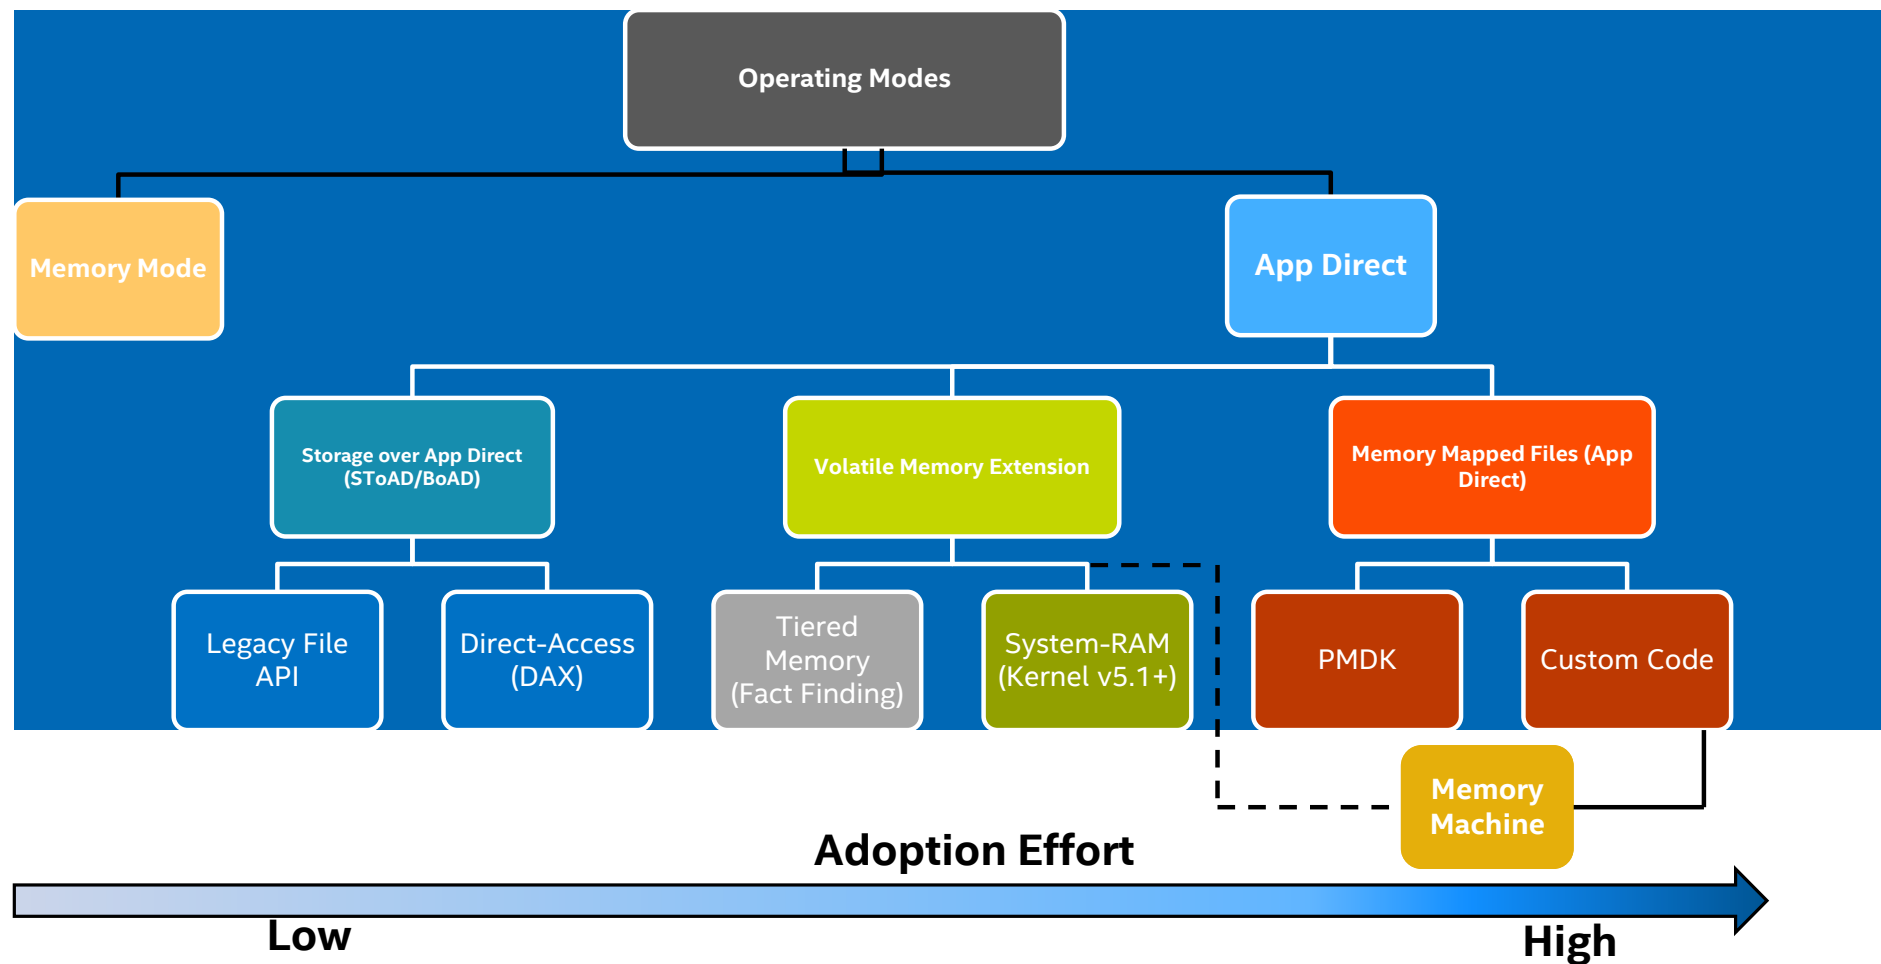 Operating Modes
Memory Mode
App Direct
Storage over App Direct
(SToAD/BoAD)
Volatile Memory Extension
Memory Mapped Files (App
Direct)
Legacy File
API
Direct-Access
(DAX)
Tiered
Memory
(Fact Finding)
System-RAM
(Kernel v5.1+)
PMDK
Custom Code
Memory
Machine
Adoption Effort
Low
High